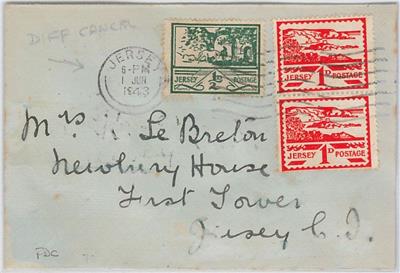 DIFF CANCEL
JERSEY
6-PM
1 JUN
1943
JERSEY ½D POSTAGE
JERSEY 1D POSTAGE
JERSEY 1D POSTAGE
Mrs Le Breton
Newbury House
First Tower
Jersey C.I.
FDC